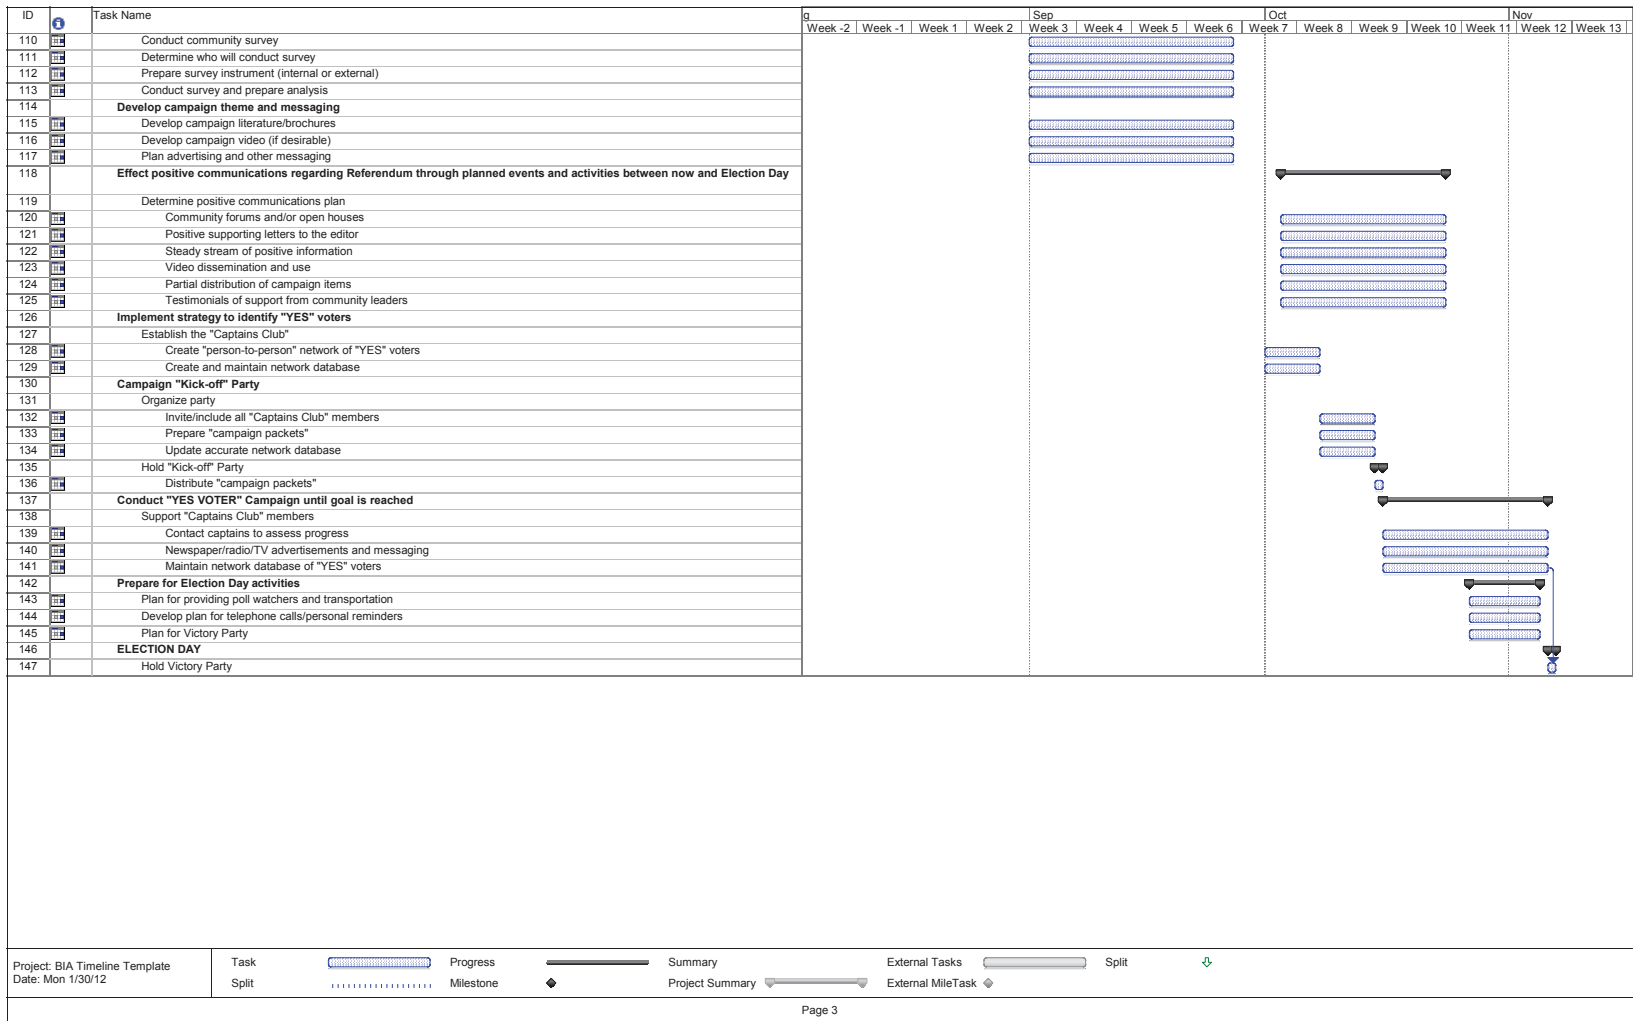 ID Task Name g Sep Oct Nov
Week -2 Week -1 Week 1 Week 2 Week 3 Week 4 Week 5 Week 6 Week 7 Week 8 Week 9 Week 10 Week 11 Week 12 Week 13
110 Conduct community survey
111 Determine who will conduct survey
112 Prepare survey instrument (internal or external)
113 Conduct survey and prepare analysis
114 Develop campaign theme and messaging
115 Develop campaign literature/brochures
116 Develop campaign video (if desirable)
117 Plan advertising and other messaging
118 Effect positive communications regarding Referendum through planned events and activities between now and Election Day
119 Determine positive communications plan
120 Community forums and/or open houses
121 Positive supporting letters to the editor
122 Steady stream of positive information
123 Video dissemination and use
124 Partial distribution of campaign items
125 Testimonials of support from community leaders
126 Implement strategy to identify "YES" voters
127 Establish the "Captains Club"
128 Create "person-to-person" network of "YES" voters
129 Create and maintain network database
130 Campaign "Kick-off" Party
131 Organize party
132 Invite/include all "Captains Club" members
133 Prepare "campaign packets"
134 Update accurate network database
135 Hold "Kick-off" Party
136 Distribute "campaign packets"
137 Conduct "YES VOTER" Campaign until goal is reached
138 Support "Captains Club" members
139 Contact captains to assess progress
140 Newspaper/radio/TV advertisements and messaging
141 Maintain network database of "YES" voters
142 Prepare for Election Day activities
143 Plan for providing poll watchers and transportation
144 Develop plan for telephone calls/personal reminders
145 Plan for Victory Party
146 ELECTION DAY
147 Hold Victory Party
Project: BIA Timeline Template
Date: Mon 1/30/12
Task Progress Summary External Tasks Split
Split Milestone Project Summary External MileTask
Page 3